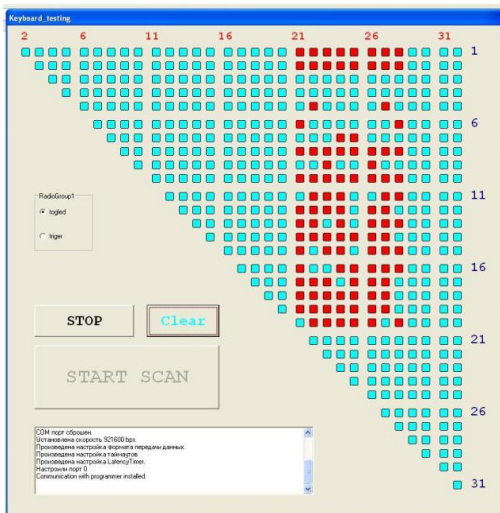 Keyboard_testing
2 6 11 16 21 26 31
1
6
RadioGroup1
togled
triger
11
16
STOP Clear
21
START SCAN
26
COM порт сброшен.
Установлена скорость 921600 bps.
Произведена настройка формата передачи данных.
Произведена настройка таймаутов.
Произведена настройка LatencyTimer.
Настроили порт 0
Communication with programmer installed.
31